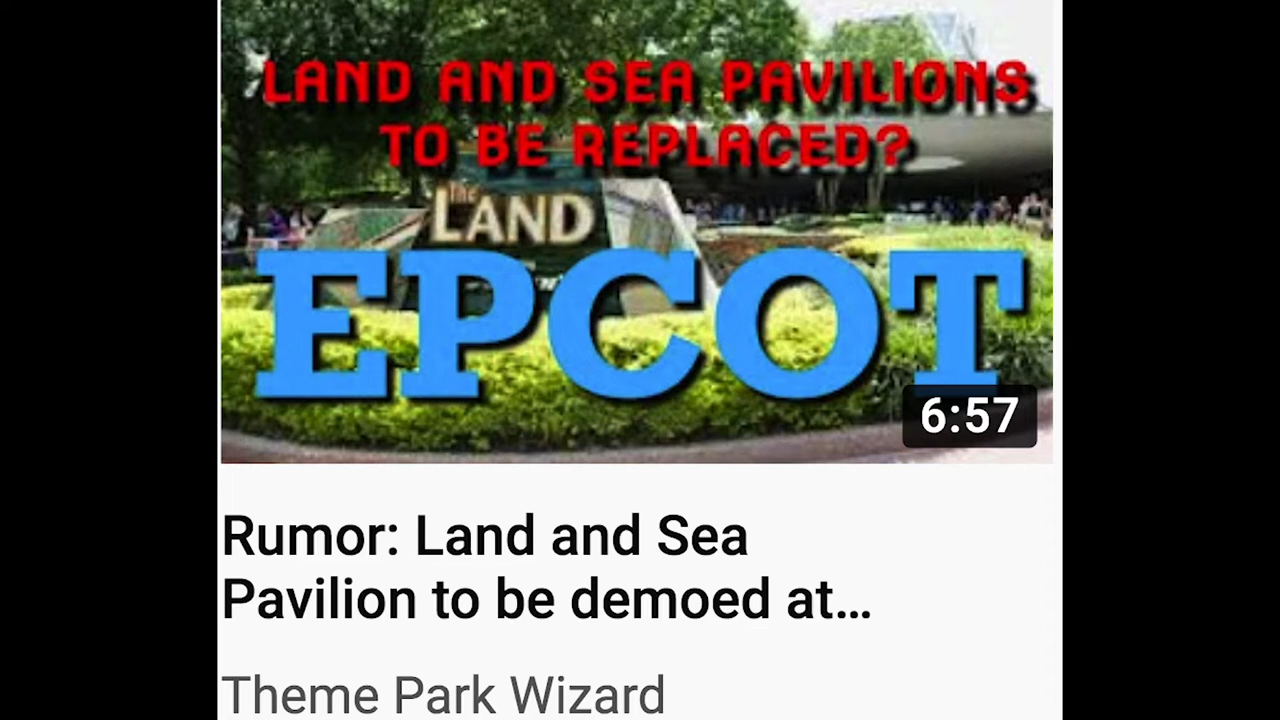 LAND AND SEA PAVILIONS
TO BE REPLACED?
The
LAND
EPCOT
6:57
Rumor: Land and Sea
Pavilion to be demoed at...
Theme Park Wizard